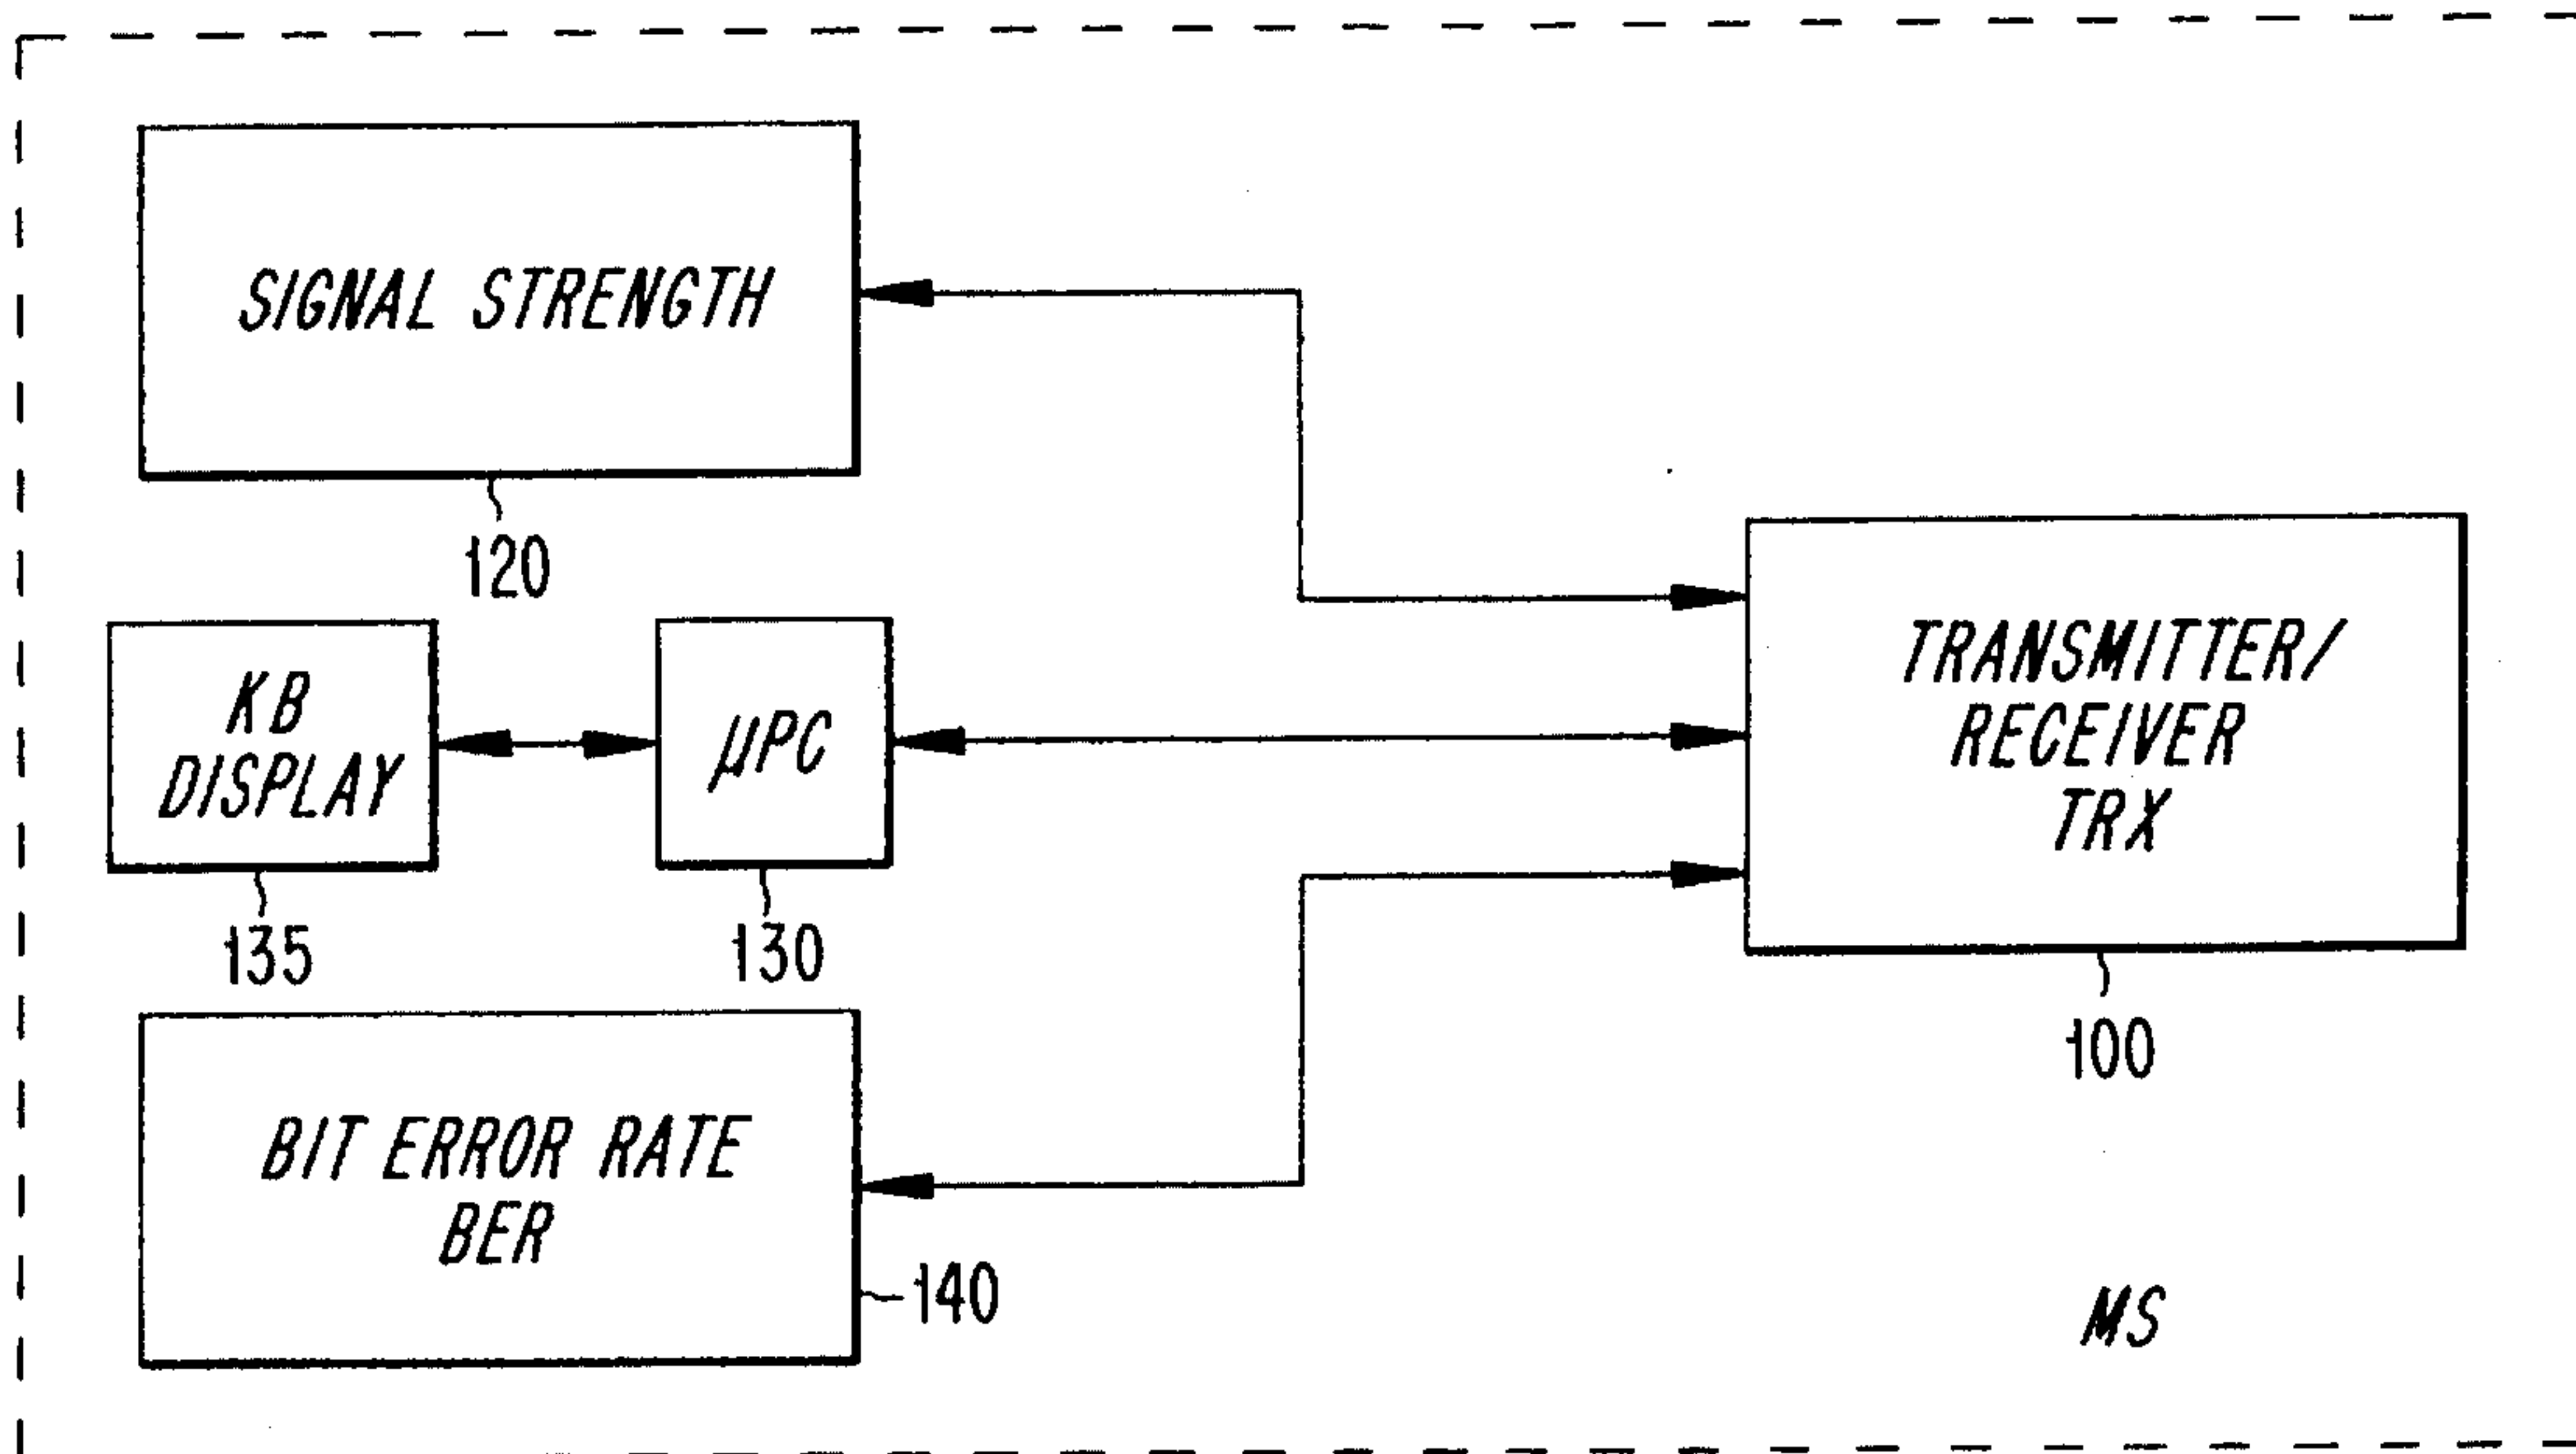 SIGNAL STRENGTH
120
KB
DISPLAY
135
μPC
130
TRANSMITTER/
RECEIVER
TRX
100
BIT ERROR RATE
BER
140
MS